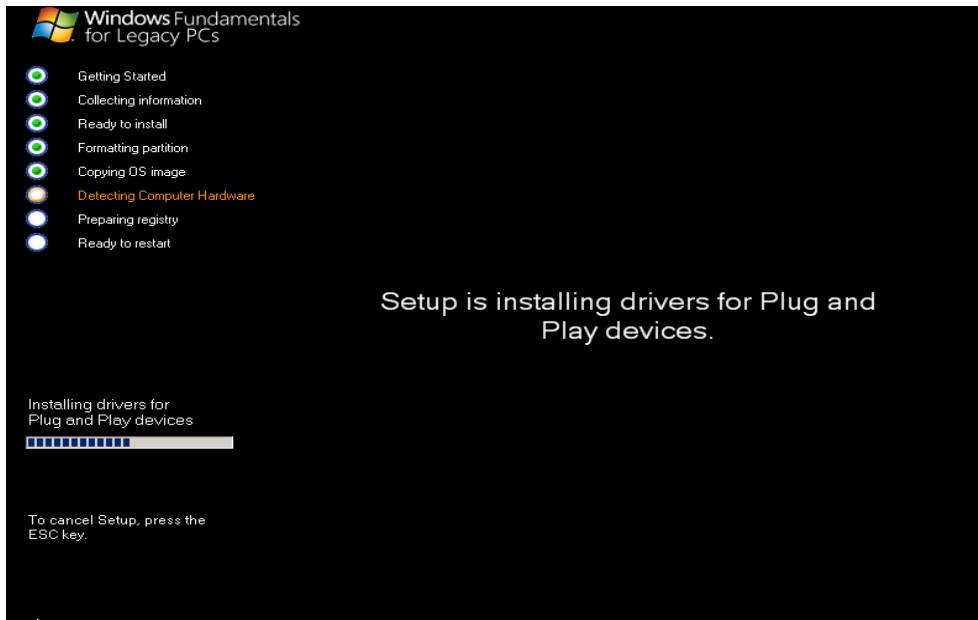 Windows Fundamentals
for Legacy PCs
Getting Started
Collecting information
Ready to install
Formatting partition
Copying OS image
Detecting Computer Hardware
Preparing registry
Ready to restart
Setup is installing drivers for Plug and
Play devices.
Installing drivers for
Plug and Play devices
To cancel Setup, press the
ESC key.